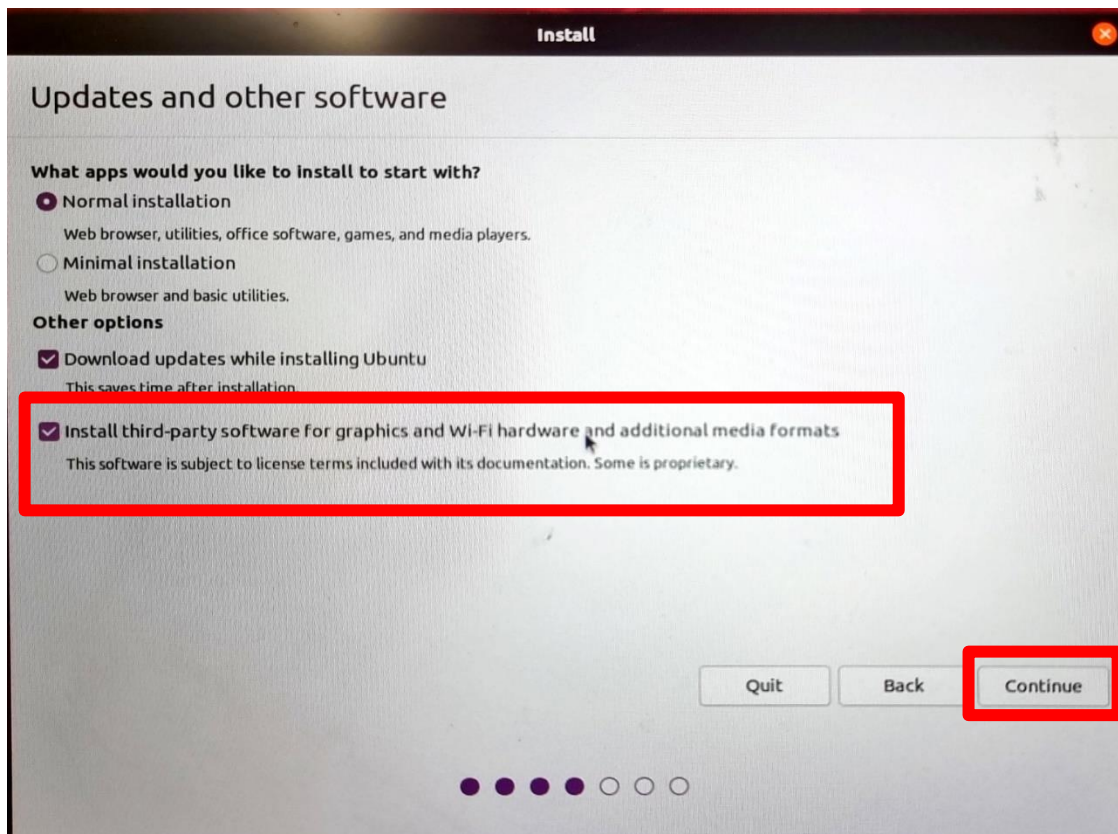 Install
Updates and other software
What apps would you like to install to start with?
Normal installation
Web browser, utilities, office software, games, and media players.
Minimal installation
Web browser and basic utilities.
Other options
Download updates while installing Ubuntu
This saves time after installation.
Install third-party software for graphics and Wi-Fi hardware and additional media formats
This software is subject to license terms included with its documentation. Some is proprietary.
Quit
Back
Continue